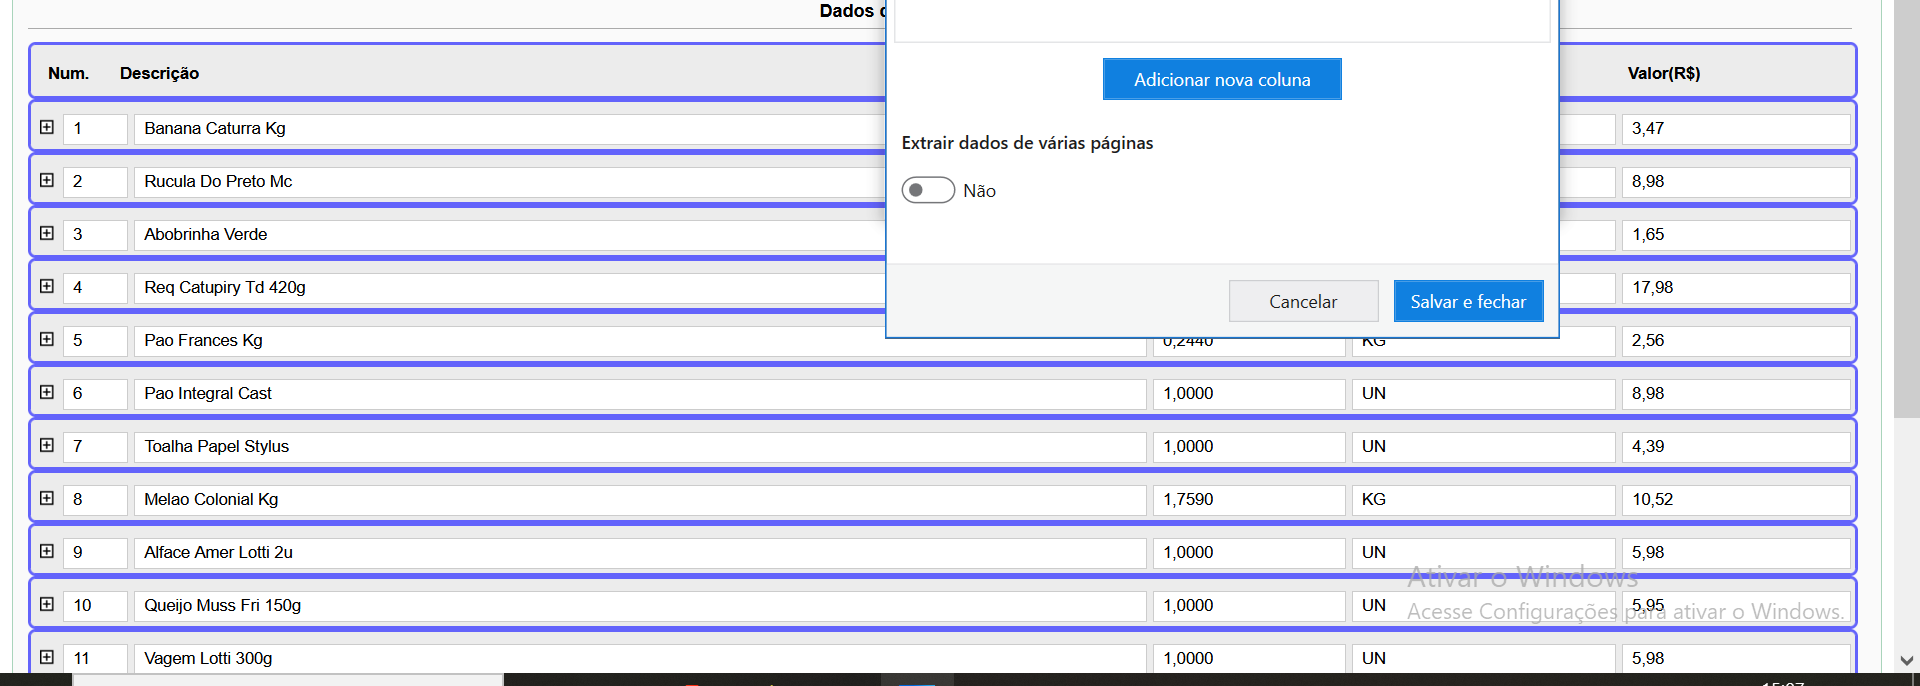 Dados
Num. Descrição Valor(R$)
Adicionar nova coluna
1 Banana Caturra Kg 3,47
Extrair dados de várias páginas
2 Rucula Do Preto Mc 8,98
Não
3 Abobrinha Verde 1,65
4 Req Catupiry Td 420g 17,98
Cancelar Salvar e fechar
5 Pao Frances Kg 0,2440 KG 2,56
6 Pao Integral Cast 1,0000 UN 8,98
7 Toalha Papel Stylus 1,0000 UN 4,39
8 Melao Colonial Kg 1,7590 KG 10,52
9 Alface Amer Lotti 2u 1,0000 UN 5,98
Ativar o Windows
10 Queijo Muss Fri 150g 1,0000 UN 5,95
Acesse Configurações para ativar o Windows.
11 Vagem Lotti 300g 1,0000 UN 5,98